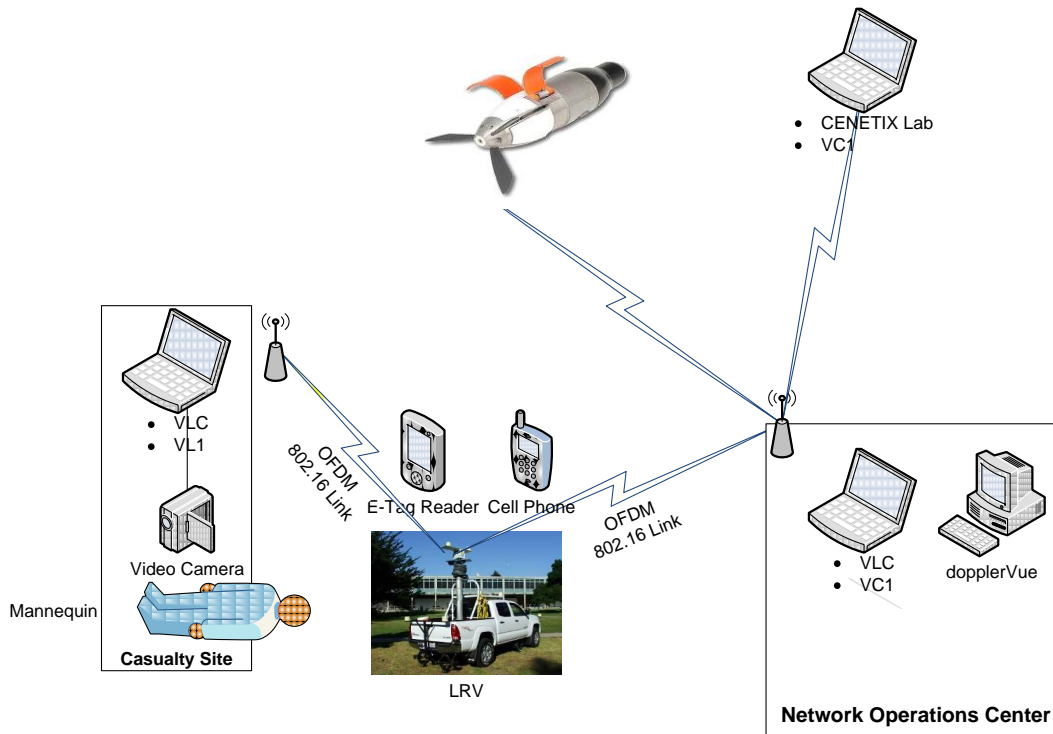 • CENETIX Lab
• VC1
• VLC
• VL1
Video Camera
Mannequin
Casualty Site
OFDM
802.16 Link
E-Tag Reader
Cell Phone
LRV
OFDM
802.16 Link
• VLC
• VC1
dopplerVue
Network Operations Center